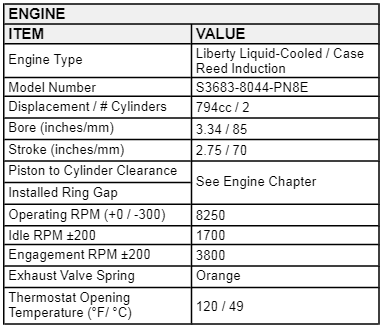 ENGINE
ITEM VALUE
Engine Type Liberty Liquid-Cooled / Case
Reed Induction
Model Number S3683-8044-PN8E
Displacement / # Cylinders 794cc / 2
Bore (inches/mm) 3.34 / 85
Stroke (inches/mm) 2.75 / 70
Piston to Cylinder Clearance See Engine Chapter
Installed Ring Gap
Operating RPM (+0 / -300) 8250
Idle RPM ±200 1700
Engagement RPM ±200 3800
Exhaust Valve Spring Orange
Thermostat Opening 120 / 49
Temperature (°F/ °C)